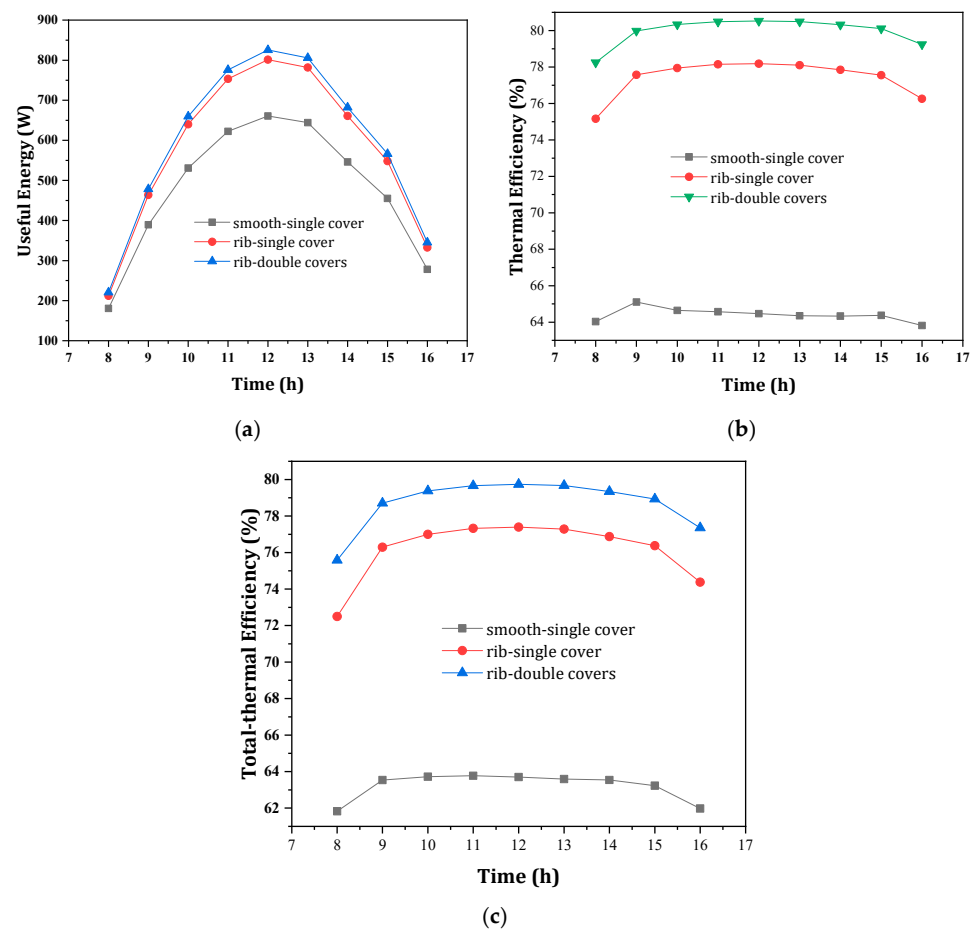 900
800
700
600
500
400
300
200
100
Useful Energy (W)
smooth-single cover
rib-single cover
rib-double covers
7 8 9 10 11 12 13 14 15 16 17
Time (h)
(a)
80
78
76
74
72
70
68
66
64
Thermal Efficiency (%)
smooth-single cover
rib-single cover
rib-double covers
7 8 9 10 11 12 13 14 15 16 17
Time (h)
(b)
80
78
76
74
72
70
68
66
64
62
Total-thermal Efficiency (%)
smooth-single cover
rib-single cover
rib-double covers
7 8 9 10 11 12 13 14 15 16 17
Time (h)
(c)